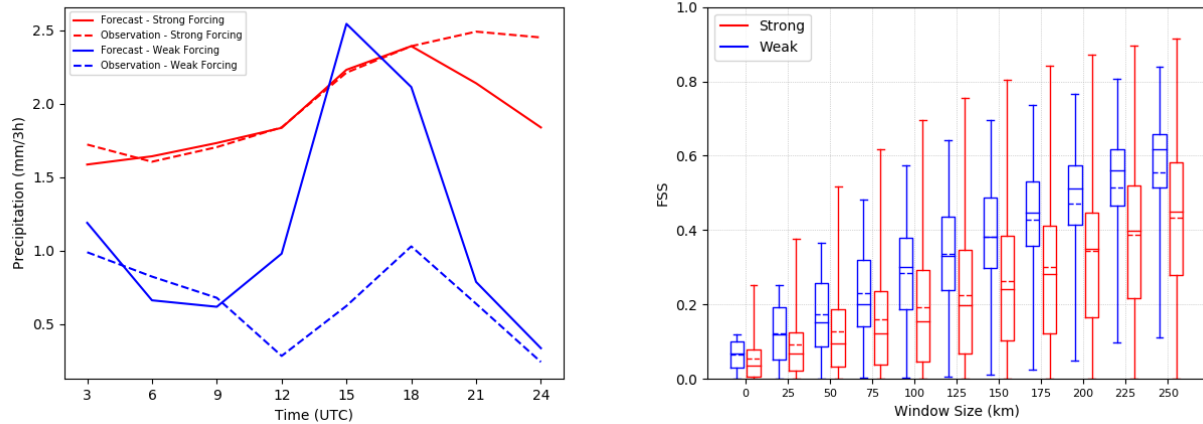 Forecast - Strong Forcing
Observation - Strong Forcing
Forecast - Weak Forcing
Observation - Weak Forcing
Precipitation (mm/3h)
2.5
2.0
1.5
1.0
0.5
3 6 9 12 15 18 21 24
Time (UTC)
Strong
Weak
FSS
1.0
0.8
0.6
0.4
0.2
0.0
0 25 50 75 100 125 150 175 200 225 250
Window Size (km)